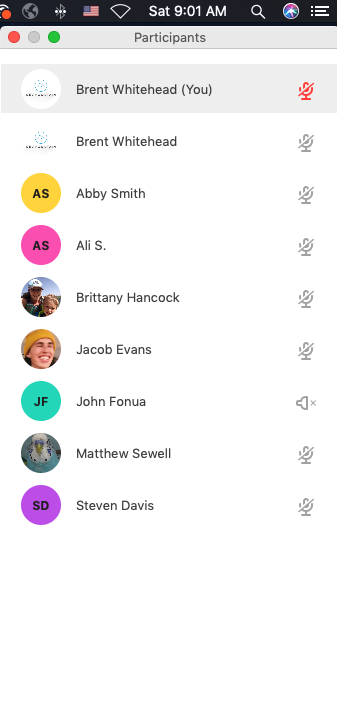 Sat 9:01 AM
Participants
Brent Whitehead (You)
Brent Whitehead
AS Abby Smith
AS Ali S.
Brittany Hancock
Jacob Evans
JF John Fonua
Matthew Sewell
SD Steven Davis